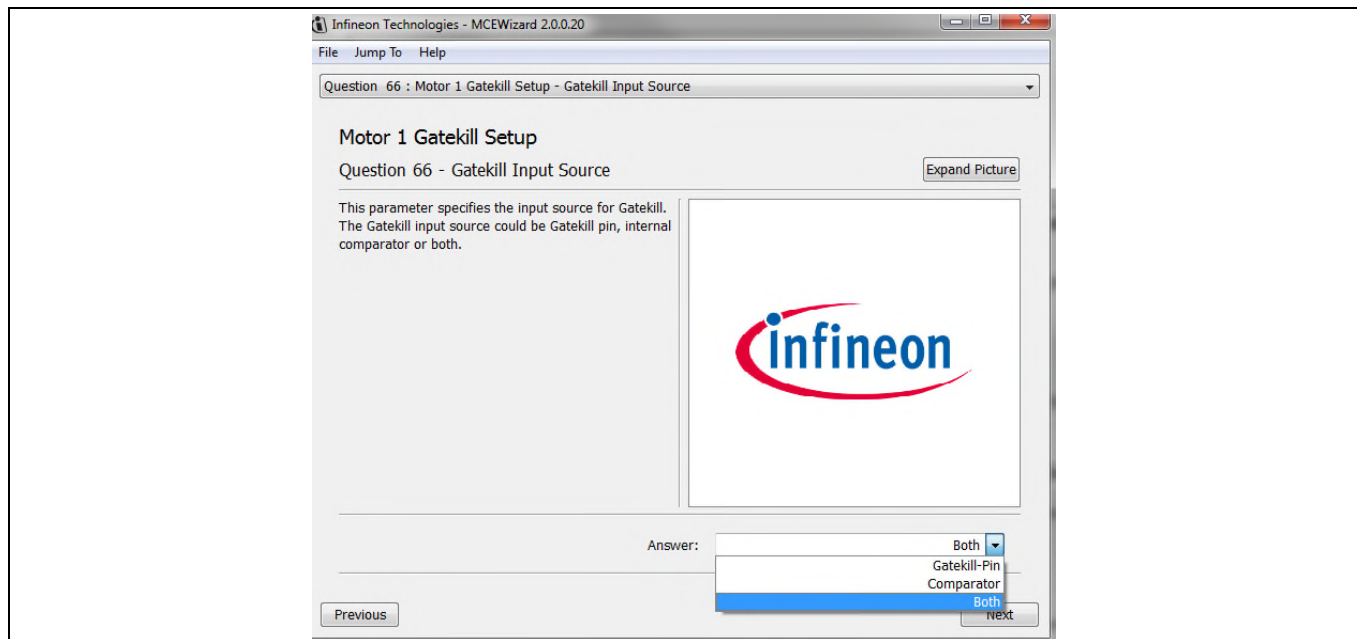 Infineon Technologies - MCEWizard 2.0.0.20
File Jump To Help
Question 66 : Motor 1 Gatekill Setup - Gatekill Input Source
Motor 1 Gatekill Setup
Question 66 - Gatekill Input Source
Expand Picture
This parameter specifies the input source for Gatekill.
The Gatekill input source could be Gatekill pin, internal
comparator or both.
infineon
Answer:
Both
Gatekill-Pin
Comparator
Both
Previous
Next